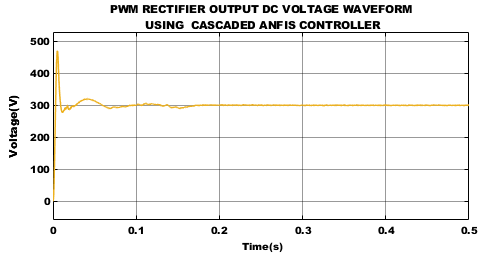 PWM RECTIFIER OUTPUT DC VOLTAGE WAVEFORM
USING CASCADED ANFIS CONTROLLER
Voltage(V)
500
400
300
200
100
0
0 0.1 0.2 0.3 0.4 0.5
Time(s)